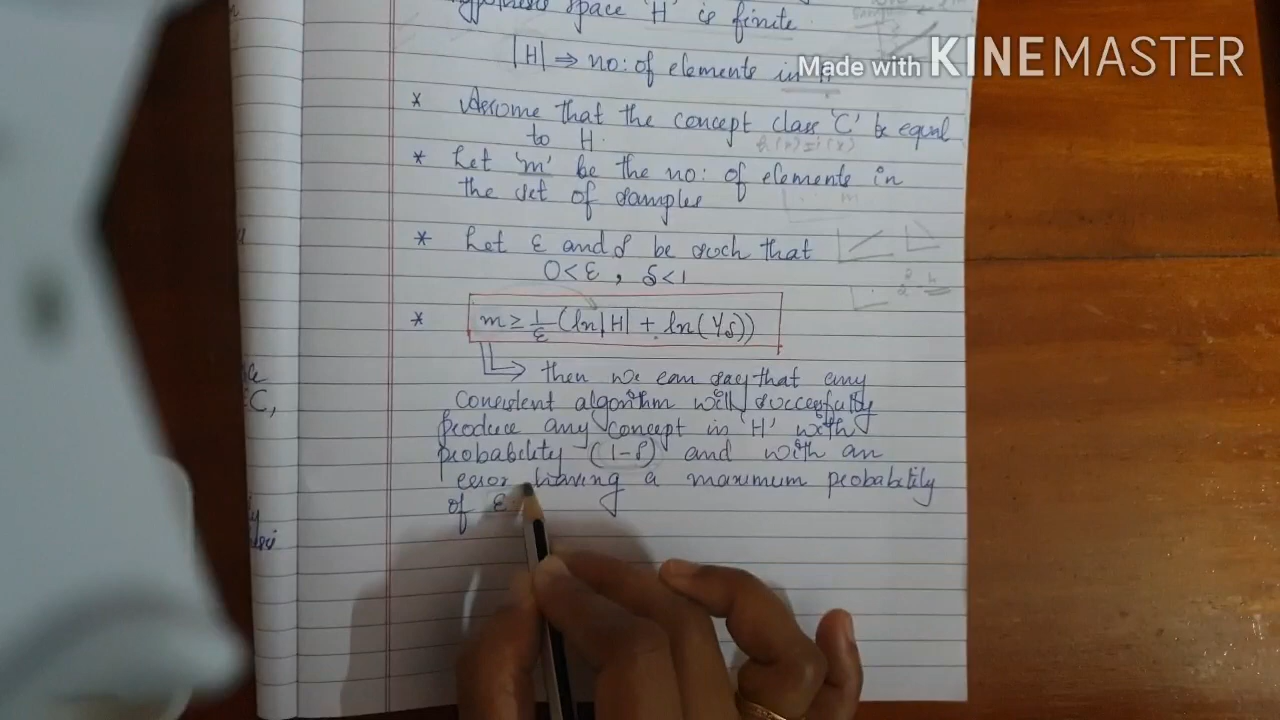 hypothesis space 'H' is finite
|H| ⇒ no: of elements in H
Made with KINEMASTER
* Assume that the concept class 'C' be equal
to H.
* Let 'm' be the no: of elements in
the set of samples
* Let ε and δ be such that
0<ε, δ<1
* m ≥ 1/ε (ln|H| + ln(1/δ))
then we can say that any
consistent algorithm will successfully
produce any concept in 'H' with
probability (1-δ) and with an
error having a maximum probability
of ε.
C,